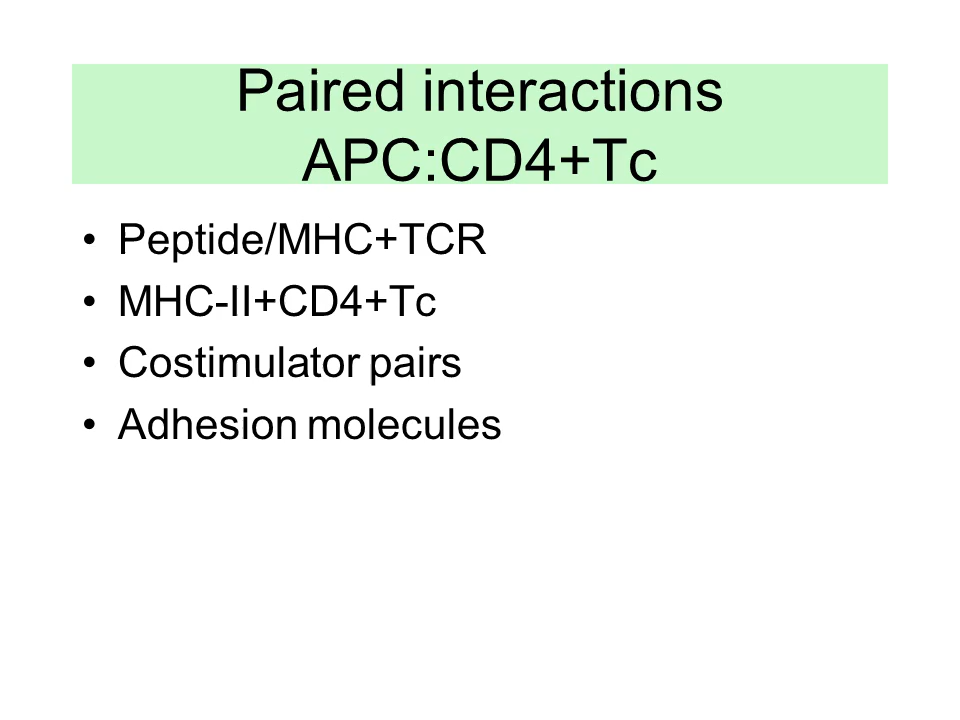 Paired interactions
APC:CD4+Tc
• Peptide/MHC+TCR
• MHC-II+CD4+Tc
• Costimulator pairs
• Adhesion molecules